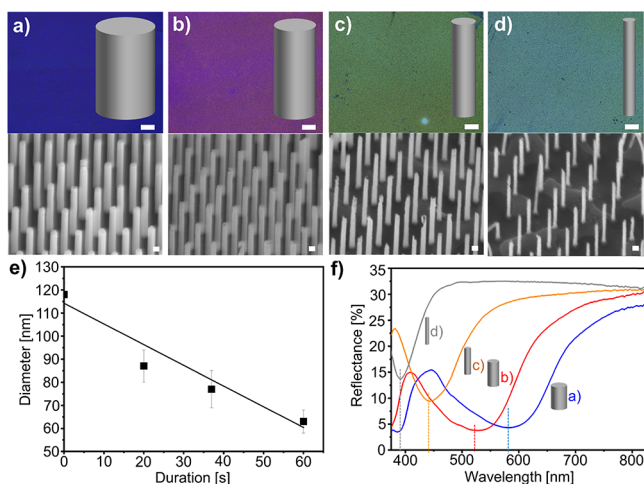 a)
b)
c)
d)
e)
130
120
110
100
90
80
70
60
50
Diameter [nm]
0
10
20
30
40
50
60
Duration [s]
f)
35
30
25
20
15
10
5
0
Reflectance [%]
d)
c)
b)
a)
400
500
600
700
800
Wavelength [nm]